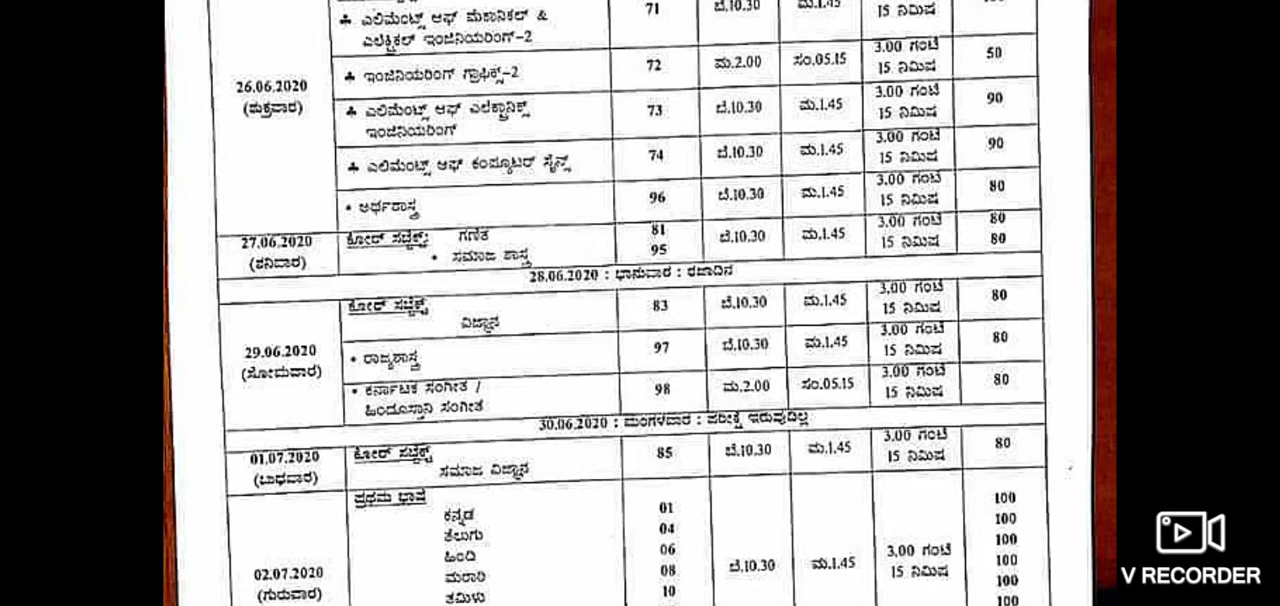 ♣ ಎಲಿಮೆಂಟ್ಸ್ ಆಫ್ ಮೆಕಾನಿಕಲ್ & 71 ಬೆ.10.30 ಮ.1.45 15 ನಿಮಿಷ
ಎಲೆಕ್ಟ್ರಿಕಲ್ ಇಂಜಿನಿಯರಿಂಗ್-2
26.06.2020
(ಶುಕ್ರವಾರ)
♣ ಇಂಜಿನಿಯರಿಂಗ್ ಗ್ರಾಫಿಕ್ಸ್-2 72 ಮ.2.00 ಸಂ.05.15 3.00 ಗಂಟೆ 50
15 ನಿಮಿಷ
♣ ಎಲಿಮೆಂಟ್ಸ್ ಆಫ್ ಎಲೆಕ್ಟ್ರಾನಿಕ್ಸ್ 73 ಬೆ.10.30 ಮ.1.45 3.00 ಗಂಟೆ 90
ಇಂಜಿನಿಯರಿಂಗ್ 15 ನಿಮಿಷ
♣ ಎಲಿಮೆಂಟ್ಸ್ ಆಫ್ ಕಂಪ್ಯೂಟರ್ ಸೈನ್ಸ್ 74 ಬೆ.10.30 ಮ.1.45 3.00 ಗಂಟೆ 90
15 ನಿಮಿಷ
• ಅರ್ಥಶಾಸ್ತ್ರ 96 ಬೆ.10.30 ಮ.1.45 3.00 ಗಂಟೆ 80
15 ನಿಮಿಷ
27.06.2020 ಕೋರ್ ಸಬ್ಜೆಕ್ಟ್: ಗಣಿತ 81 ಬೆ.10.30 ಮ.1.45 3.00 ಗಂಟೆ 80
(ಶನಿವಾರ) • ಸಮಾಜ ಶಾಸ್ತ್ರ 95 15 ನಿಮಿಷ 80
28.06.2020 : ಭಾನುವಾರ : ರಜಾದಿನ
ಕೋರ್ ಸಬ್ಜೆಕ್ಟ್ 83 ಬೆ.10.30 ಮ.1.45 3.00 ಗಂಟೆ 80
ವಿಜ್ಞಾನ 15 ನಿಮಿಷ
29.06.2020
(ಸೋಮವಾರ)
• ರಾಜ್ಯಶಾಸ್ತ್ರ 97 ಬೆ.10.30 ಮ.1.45 3.00 ಗಂಟೆ 80
15 ನಿಮಿಷ
• ಕರ್ನಾಟಕ ಸಂಗೀತ / 98 ಮ.2.00 ಸಂ.05.15 3.00 ಗಂಟೆ 80
ಹಿಂದೂಸ್ತಾನಿ ಸಂಗೀತ 15 ನಿಮಿಷ
30.06.2020 : ಮಂಗಳವಾರ : ಪರೀಕ್ಷೆ ಇರುವುದಿಲ್ಲ
01.07.2020 ಕೋರ್ ಸಬ್ಜೆಕ್ಟ್ 85 ಬೆ.10.30 ಮ.1.45 3.00 ಗಂಟೆ 80
(ಬುಧವಾರ) ಸಮಾಜ ವಿಜ್ಞಾನ 15 ನಿಮಿಷ
ಪ್ರಥಮ ಭಾಷೆ
ಕನ್ನಡ 01 100
ತೆಲುಗು 04 100
ಹಿಂದಿ 06 100
ಮರಾಠಿ 08 100
ತಮಿಳು 10 100
100
02.07.2020 ಬೆ.10.30 ಮ.1.45 3.00 ಗಂಟೆ
(ಗುರುವಾರ) 15 ನಿಮಿಷ
V RECORDER